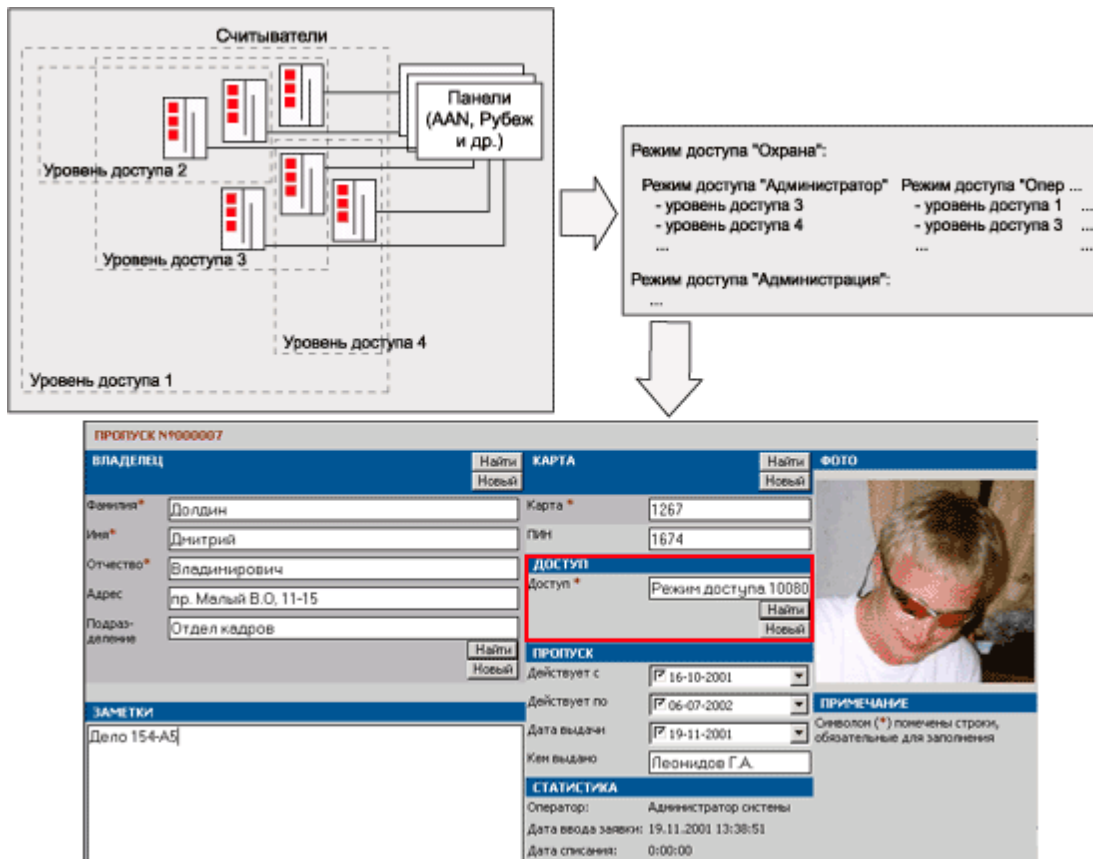 Считыватели
Панели
(AAN, Рубеж
и др.)
Уровень доступа 2
Уровень доступа 3
Уровень доступа 4
Уровень доступа 1
Режим доступа "Охрана":
Режим доступа "Администратор"
- уровень доступа 3
- уровень доступа 4
...
Режим доступа "Опер ...
- уровень доступа 1 ...
- уровень доступа 3 ...
... ...
Режим доступа "Администрация":
...
ПРОПУСК №000007
ВЛАДЕЛЕЦ
Найти
Новый
Фамилия*
Долдин
Имя*
Дмитрий
Отчество*
Владимирович
Адрес
пр. Малый В.О, 11-15
Подраз-
деление
Отдел кадров
Найти
Новый
ЗАМЕТКИ
Дело 154-А5
КАРТА
Найти
Новый
Карта *
1267
ПИН
1674
ДОСТУП
Доступ *
Режим доступа 10080
Найти
Новый
ПРОПУСК
Действует с
16-10-2001
Действует по
06-07-2002
Дата выдачи
19-11-2001
Кем выдано
Леонидов Г.А.
СТАТИСТИКА
Оператор: Администратор системы
Дата ввода заявки: 19.11.2001 13:38:51
Дата списания: 0:00:00
ФОТО
ПРИМЕЧАНИЕ
Символом (*) помечены строки,
обязательные для заполнения